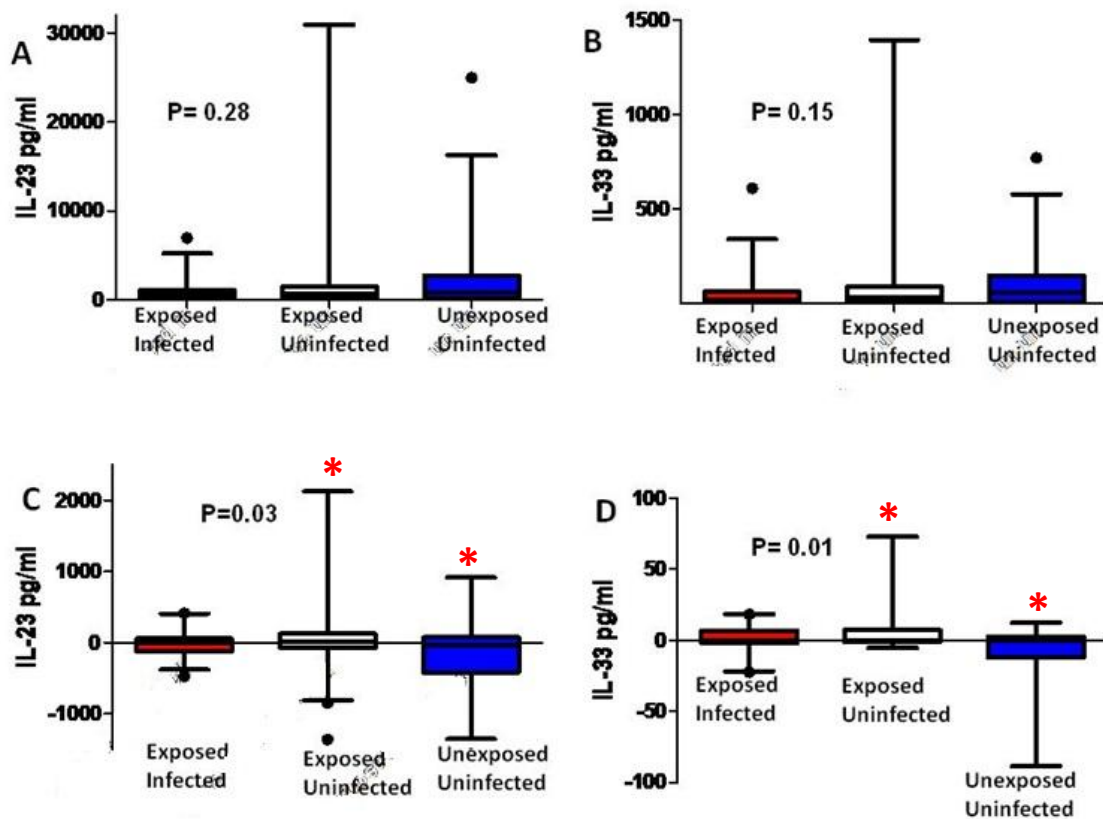 A
IL-23 pg/ml
30000
20000
10000
0
P= 0.28
Exposed
Infected
Exposed
Uninfected
Unexposed
Uninfected
B
IL-33 pg/ml
1500
1000
500
P= 0.15
Exposed
Infected
Exposed
Uninfected
Unexposed
Uninfected
C
IL-23 pg/ml
2000
1000
0
-1000
P=0.03
*
*
Exposed
Infected
Exposed
Uninfected
Unexposed
Uninfected
D
IL-33 pg/ml
100
50
0
-50
-100
P= 0.01
*
*
Exposed
Infected
Exposed
Uninfected
Unexposed
Uninfected